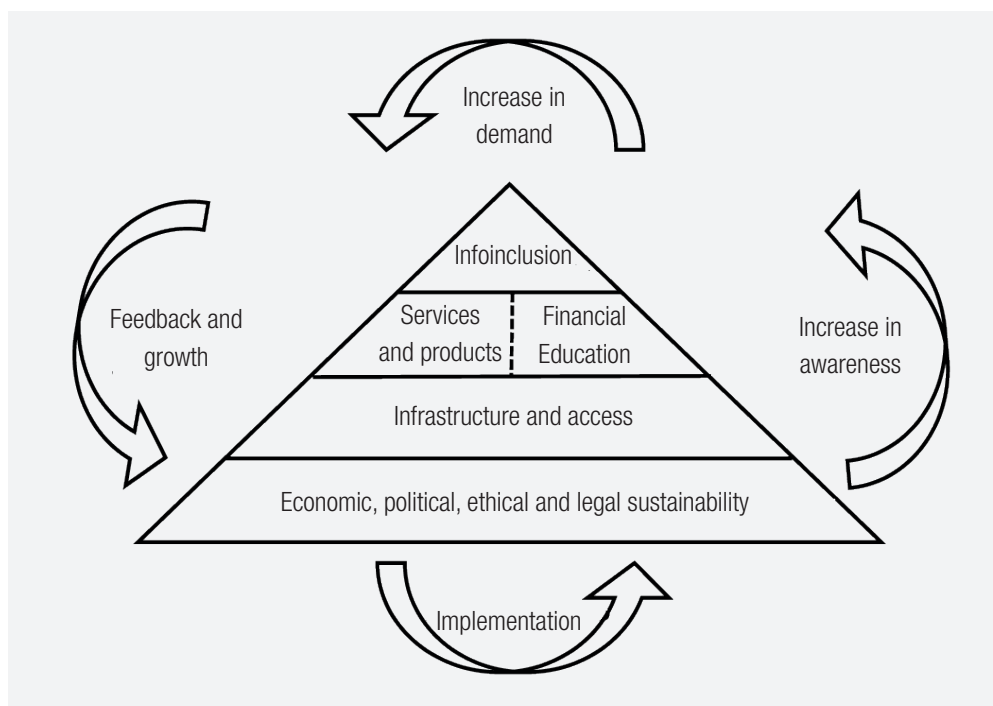 Increase in
demand
Infoinclusion
Services
and products
Financial
Education
Feedback and
growth
Increase in
awareness
Infrastructure and access
Economic, political, ethical and legal sustainability
Implementation